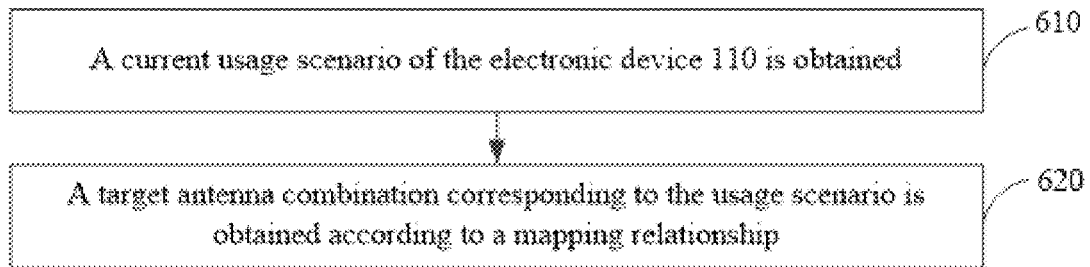 610
A current usage scenario of the electronic device 110 is obtained
A target antenna combination corresponding to the usage scenario is
obtained according to a mapping relationship
620